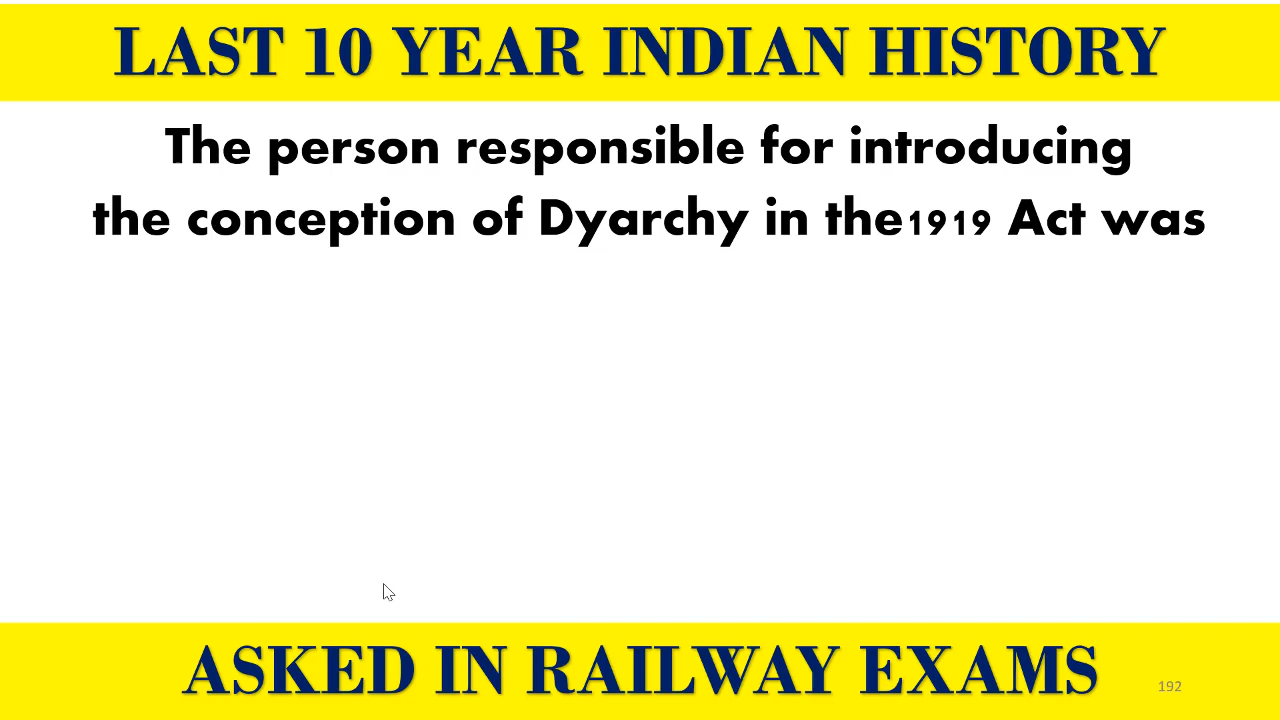 LAST 10 YEAR INDIAN HISTORY
The person responsible for introducing
the conception of Dyarchy in the1919 Act was
ASKED IN RAILWAY EXAMS
192